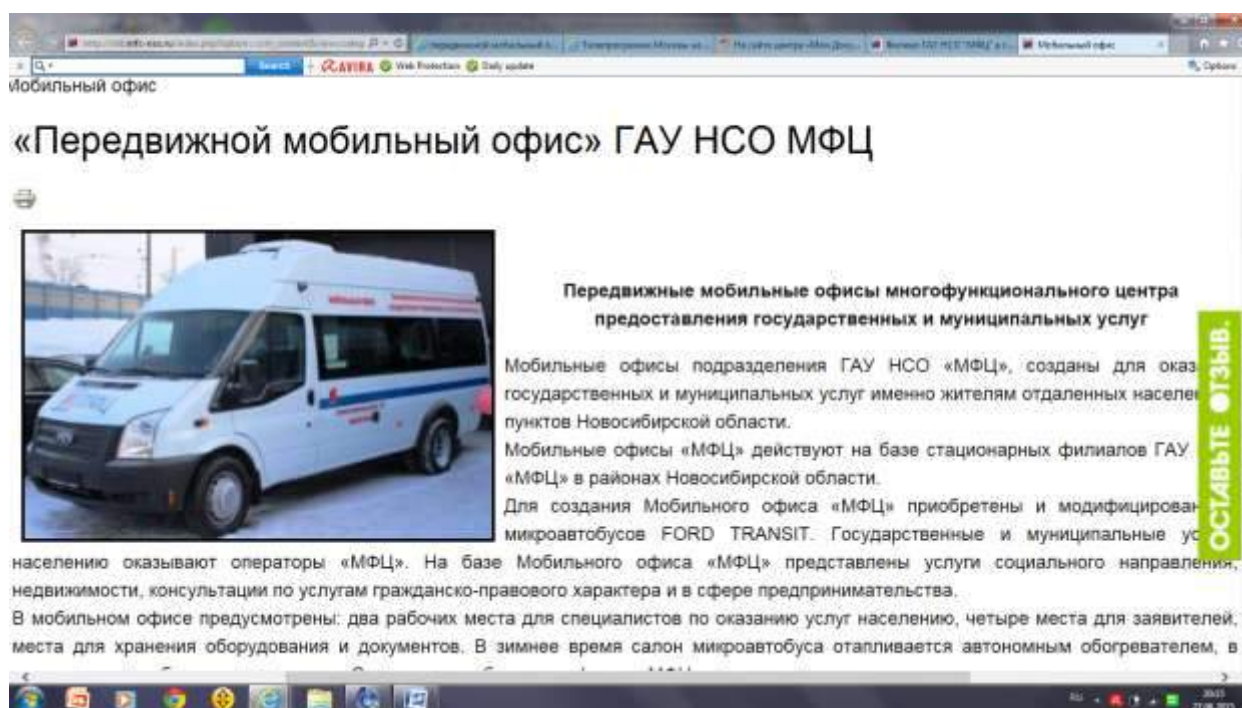 Search AVIRA Web Protection Daily update Options
Мобильный офис
«Передвижной мобильный офис» ГАУ НСО МФЦ
Передвижные мобильные офисы многофункционального центра
предоставления государственных и муниципальных услуг
Мобильные офисы подразделения ГАУ НСО «МФЦ», созданы для оказ
государственных и муниципальных услуг именно жителям отдаленных населе
пунктов Новосибирской области.
Мобильные офисы «МФЦ» действуют на базе стационарных филиалов ГАУ
«МФЦ» в районах Новосибирской области.
Для создания Мобильного офиса «МФЦ» приобретены и модифицирован
микроавтобусов FORD TRANSIT. Государственные и муниципальные ус
населению оказывают операторы «МФЦ». На базе Мобильного офиса «МФЦ» представлены услуги социального направления,
недвижимости, консультации по услугам гражданско-правового характера и в сфере предпринимательства.
В мобильном офисе предусмотрены: два рабочих места для специалистов по оказанию услуг населению, четыре места для заявителей,
места для хранения оборудования и документов. В зимнее время салон микроавтобуса отапливается автономным обогревателем, в
ОСТАВЬТЕ ОТЗЫВ.
RU